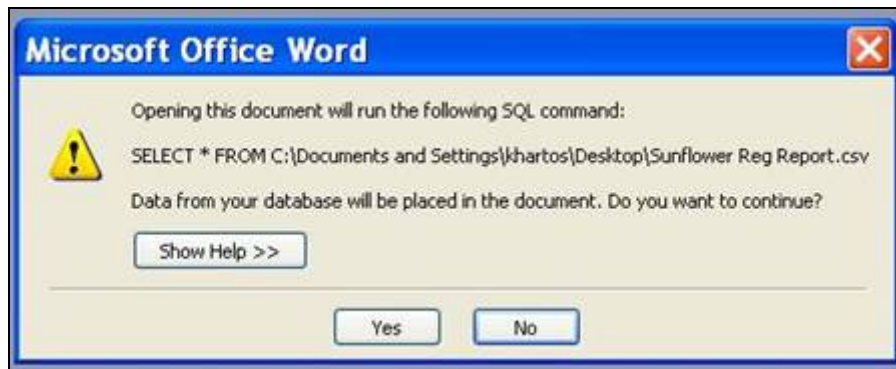 Microsoft Office Word
Opening this document will run the following SQL command:
SELECT * FROM C:\Documents and Settings\khartos\Desktop\Sunflower Reg Report.csv
Data from your database will be placed in the document. Do you want to continue?
Show Help >>
Yes
No